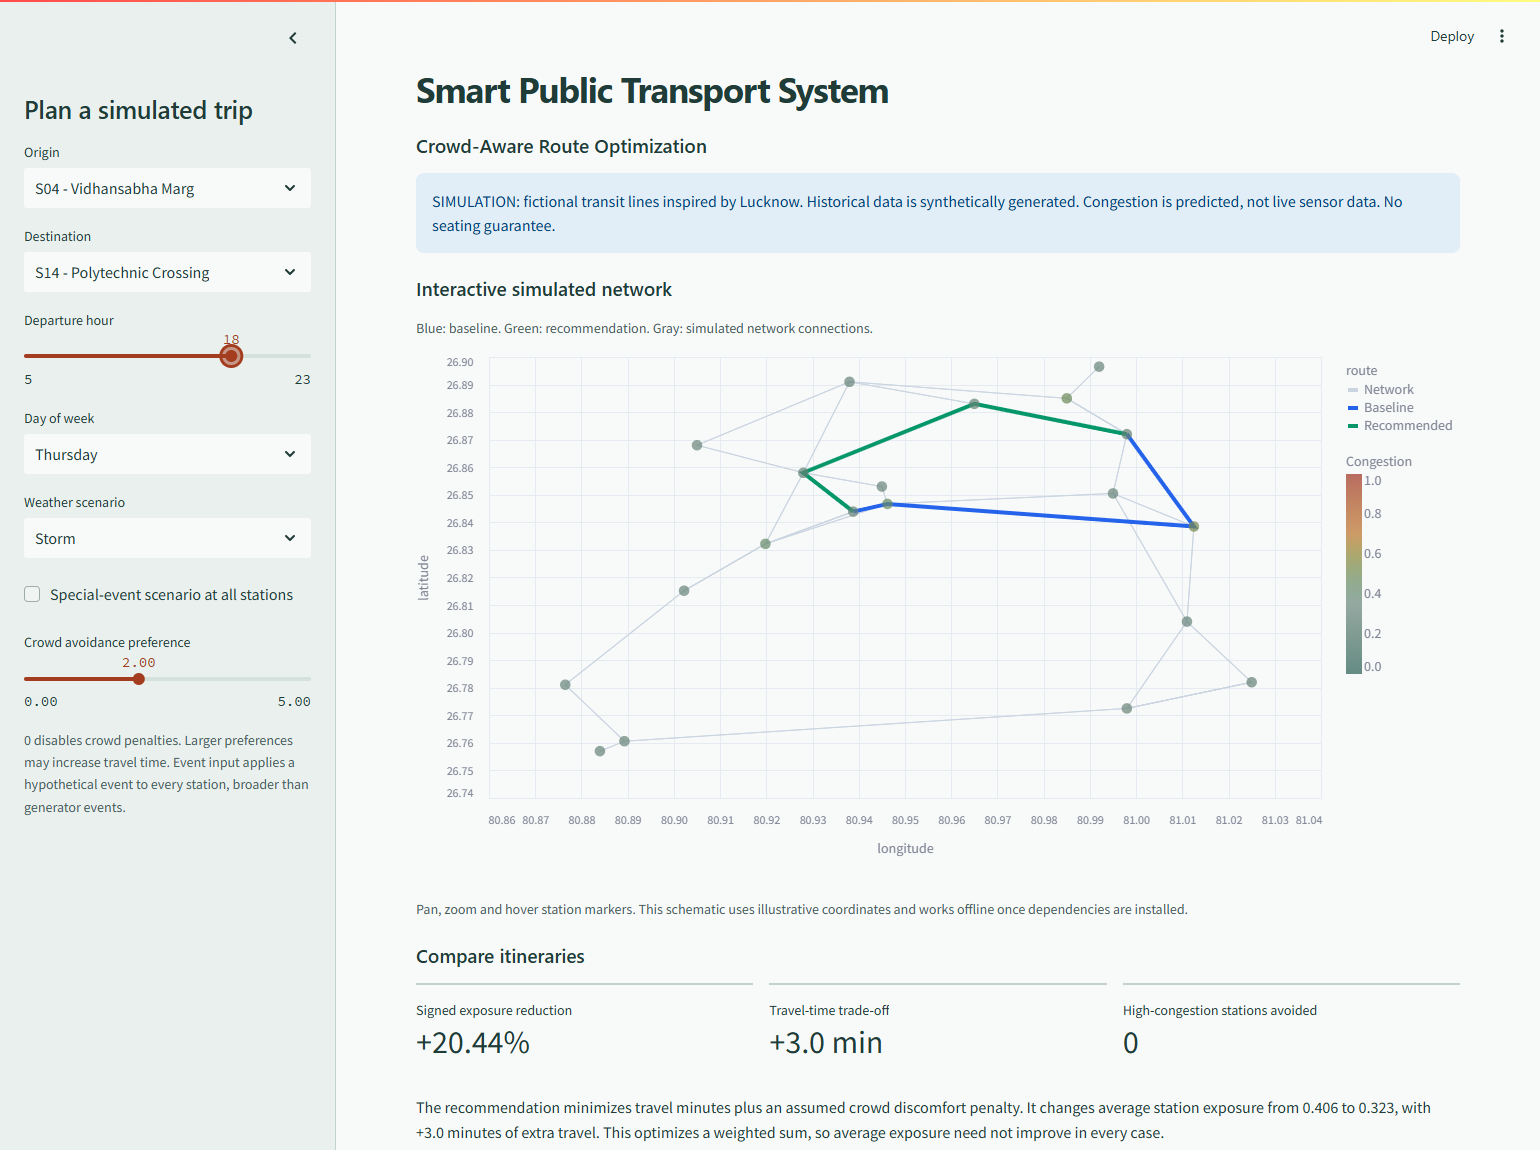 Deploy
Plan a simulated trip
Origin
S04 - Vidhansabha Marg
Destination
S14 - Polytechnic Crossing
Departure hour
18
5 23
Day of week
Thursday
Weather scenario
Storm
Special-event scenario at all stations
Crowd avoidance preference
2.00
0.00 5.00
0 disables crowd penalties. Larger preferences
may increase travel time. Event input applies a
hypothetical event to every station, broader than
generator events.
Smart Public Transport System
Crowd-Aware Route Optimization
SIMULATION: fictional transit lines inspired by Lucknow. Historical data is synthetically generated. Congestion is predicted, not live sensor data. No
seating guarantee.
Interactive simulated network
Blue: baseline. Green: recommendation. Gray: simulated network connections.
26.90
26.89
26.88
26.87
26.86
26.85
26.84
26.83
26.82
26.81
26.80
26.79
26.78
26.77
26.76
26.75
26.74
latitude
80.86 80.87 80.88 80.89 80.90 80.91 80.92 80.93 80.94 80.95 80.96 80.97 80.98 80.99 81.00 81.01 81.02 81.03 81.04
longitude
route
Network
Baseline
Recommended
Congestion
1.0
0.8
0.6
0.4
0.2
0.0
Pan, zoom and hover station markers. This schematic uses illustrative coordinates and works offline once dependencies are installed.
Compare itineraries
Signed exposure reduction
+20.44%
Travel-time trade-off
+3.0 min
High-congestion stations avoided
0
The recommendation minimizes travel minutes plus an assumed crowd discomfort penalty. It changes average station exposure from 0.406 to 0.323, with
+3.0 minutes of extra travel. This optimizes a weighted sum, so average exposure need not improve in every case.